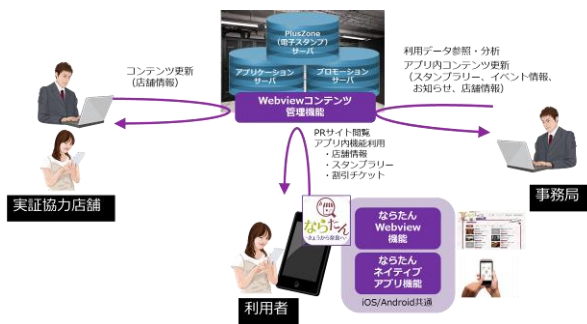 PlusZone
(電子スタンプ)
サーバ
アプリケーション
サーバ
プロモーション
サーバ
Webviewコンテンツ
管理機能
コンテンツ更新
(店舗情報)
利用データ参照・分析
アプリ内コンテンツ更新
(スタンプラリー、イベント情報、
お知らせ、店舗情報)
PRサイト閲覧
アプリ内機能利用
・店舗情報
・スタンプラリー
・割引チケット
実証協力店舗
事務局
ならたん
-きょうから奈良へ-
ならたん
Webview
機能
ならたん
ネイティブ
アプリ機能
iOS/Android共通
利用者